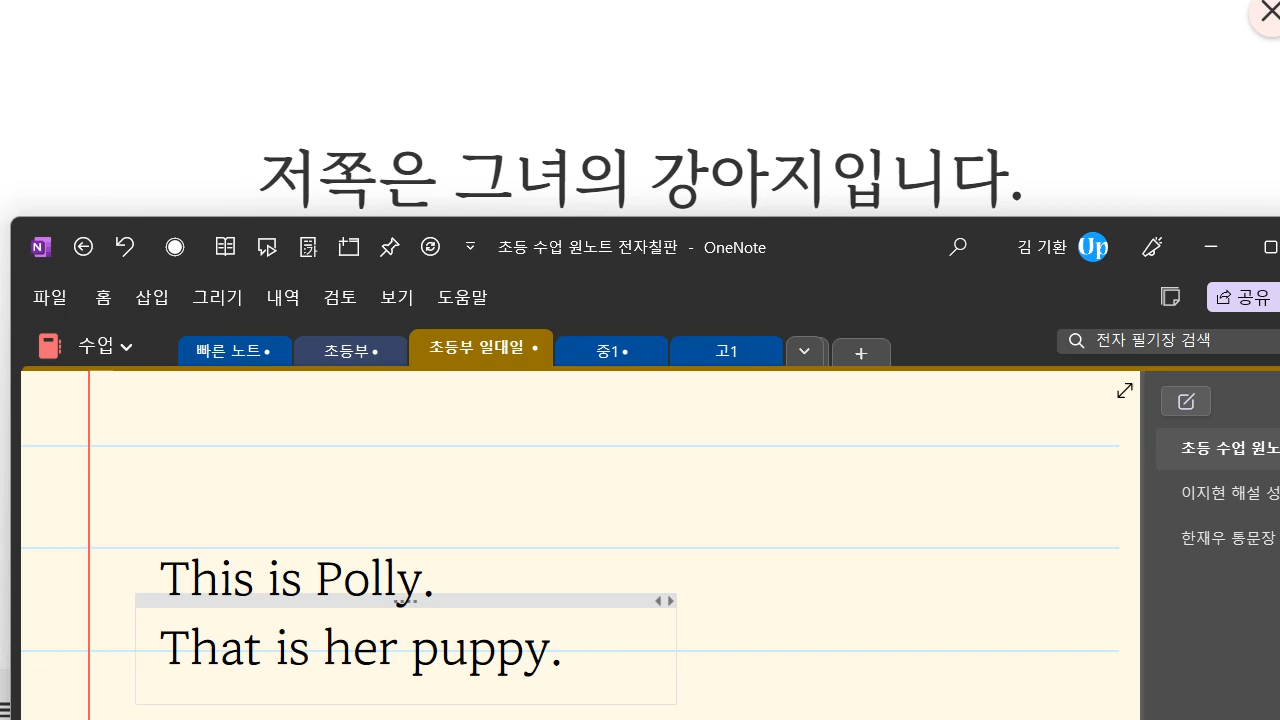 저쪽은 그녀의 강아지입니다.
초등 수업 원노트 전자칠판 - OneNote
김 기환
Up
파일 홈 삽입 그리기 내역 검토 보기 도움말
공유
수업
빠른 노트
초등부
초등부 일대일
중1
고1
전자 필기장 검색
초등 수업 원노
이지현 해설 성
한재우 통문장
This is Polly.
That is her puppy.